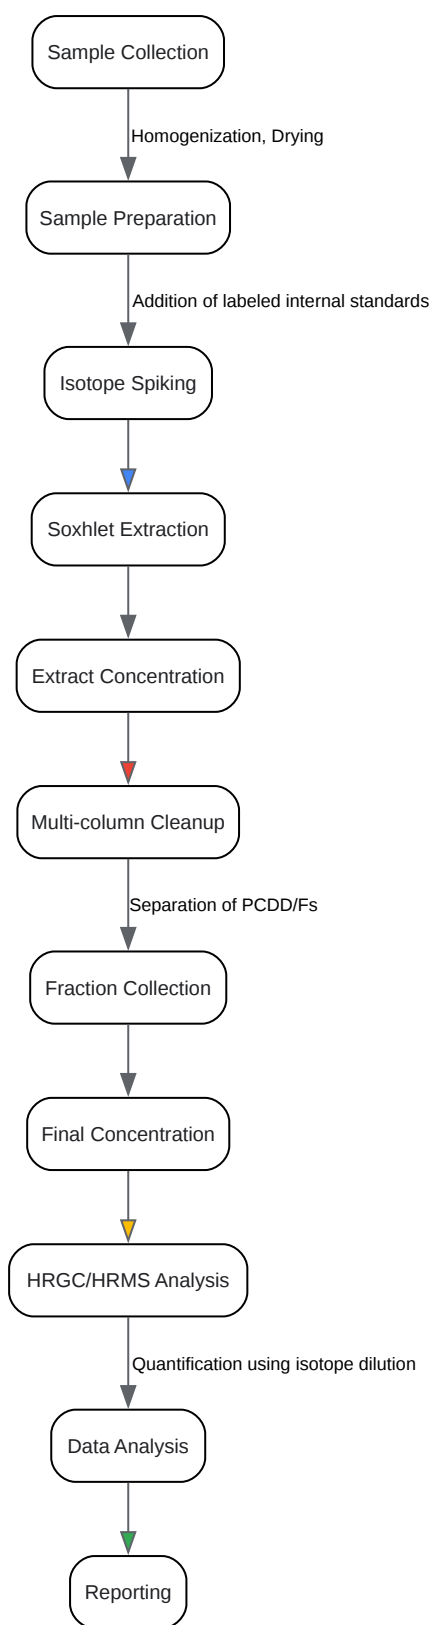 Sample Collection
Homogenization, Drying
Sample Preparation
Addition of labeled internal standards
Isotope Spiking
Soxhlet Extraction
Extract Concentration
Multi-column Cleanup
Separation of PCDD/Fs
Fraction Collection
Final Concentration
HRGC/HRMS Analysis
Quantification using isotope dilution
Data Analysis
Reporting